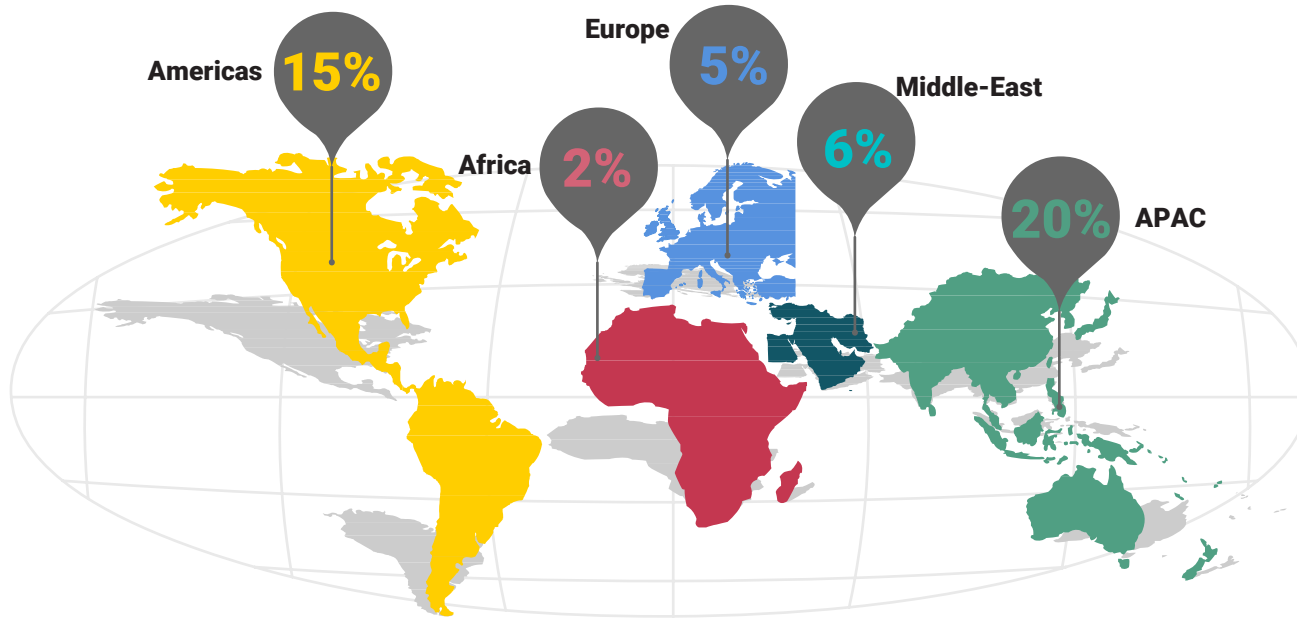 Americas
15%
Europe
5%
Middle-East
6%
Africa
2%
20%
APAC